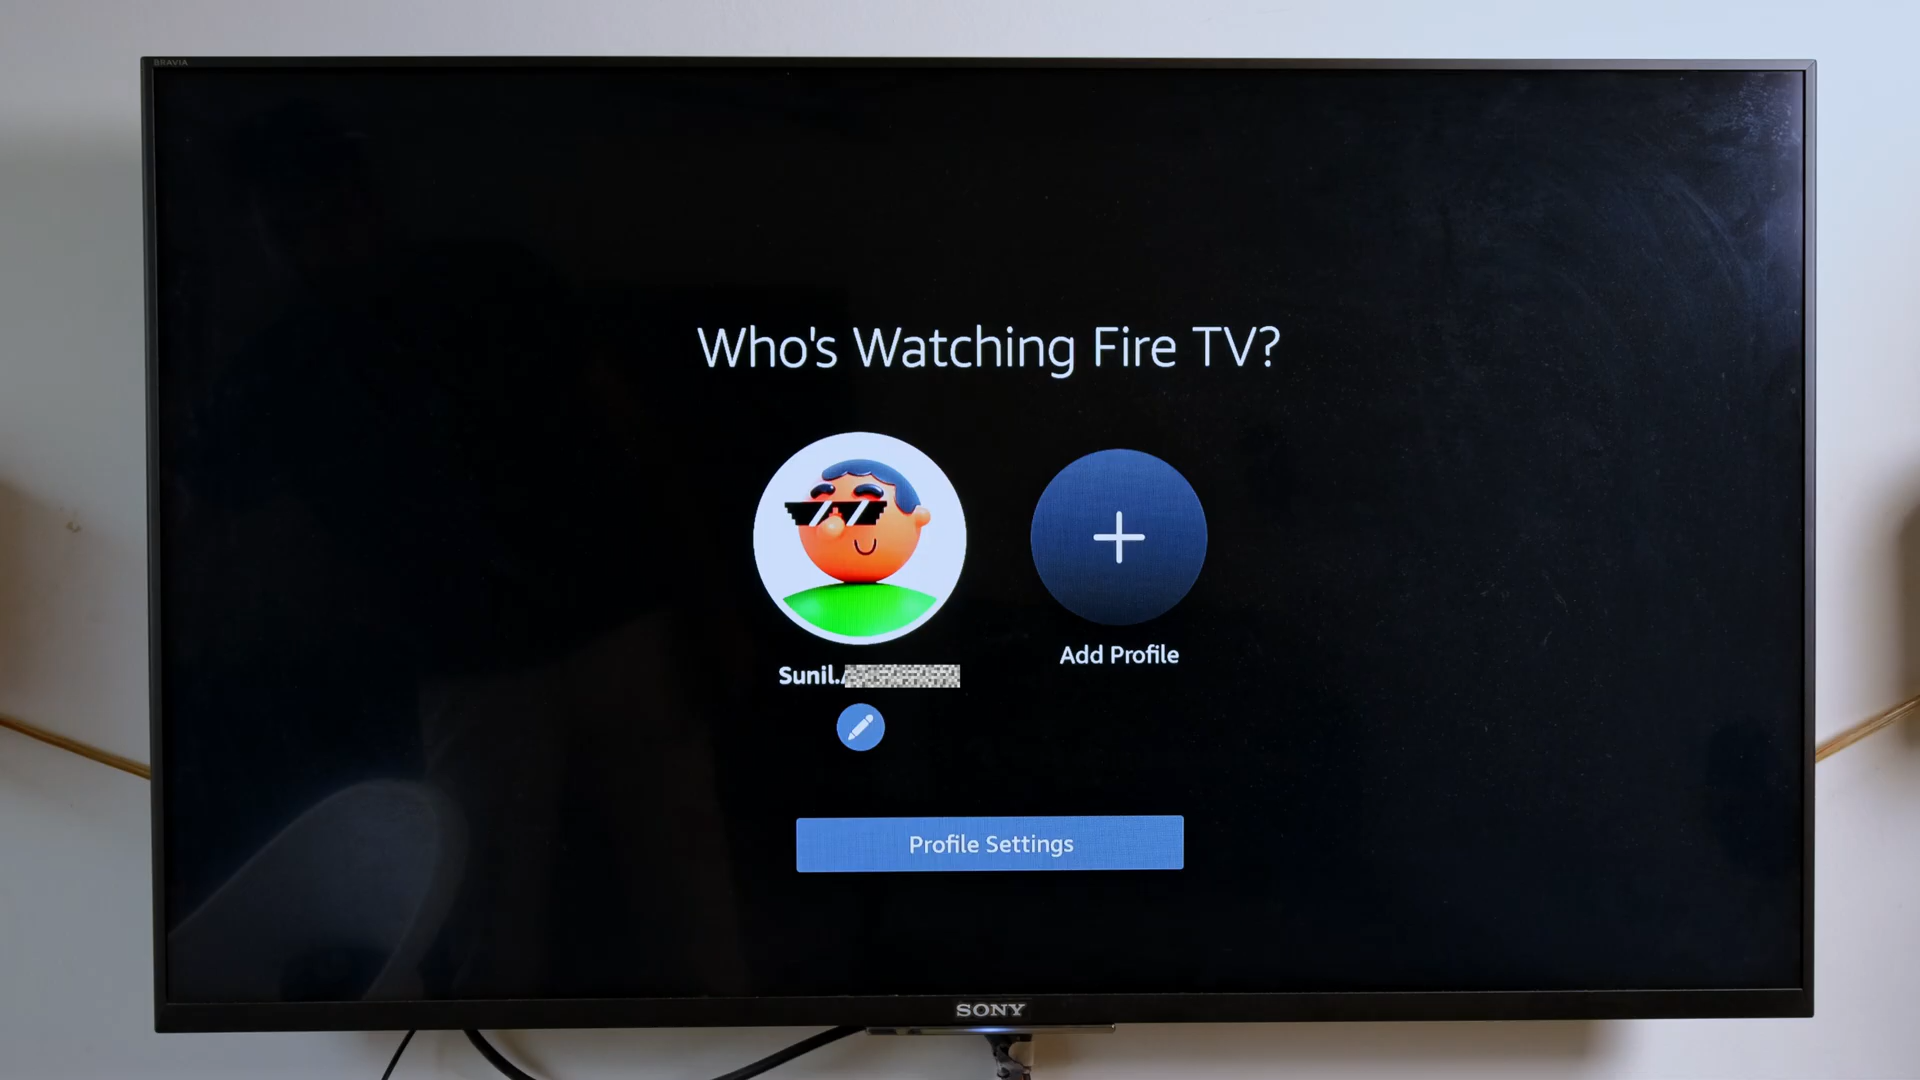 BRAVIA
Who's Watching Fire TV?
Sunil.
Add Profile
Profile Settings
SONY